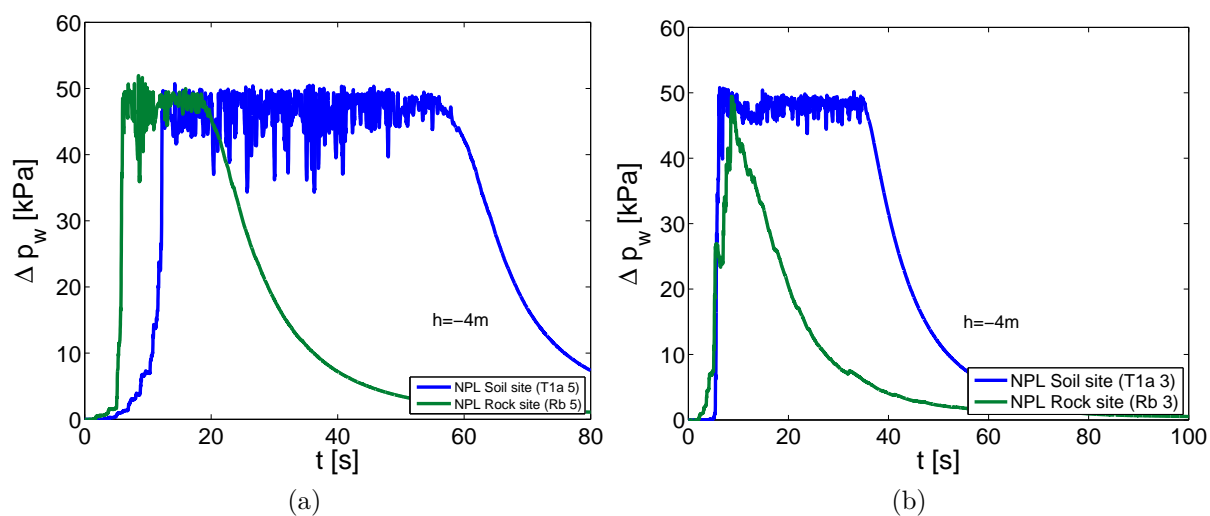 60
50
40
30
20
10
0
Δ p_w [kPa]
h=−4m
NPL Soil site (T1a 5)
NPL Rock site (Rb 5)
0 20 40 60 80
t [s]
(a)
60
50
40
30
20
10
0
Δ p_w [kPa]
h=−4m
NPL Soil site (T1a 3)
NPL Rock site (Rb 3)
0 20 40 60 80 100
t [s]
(b)